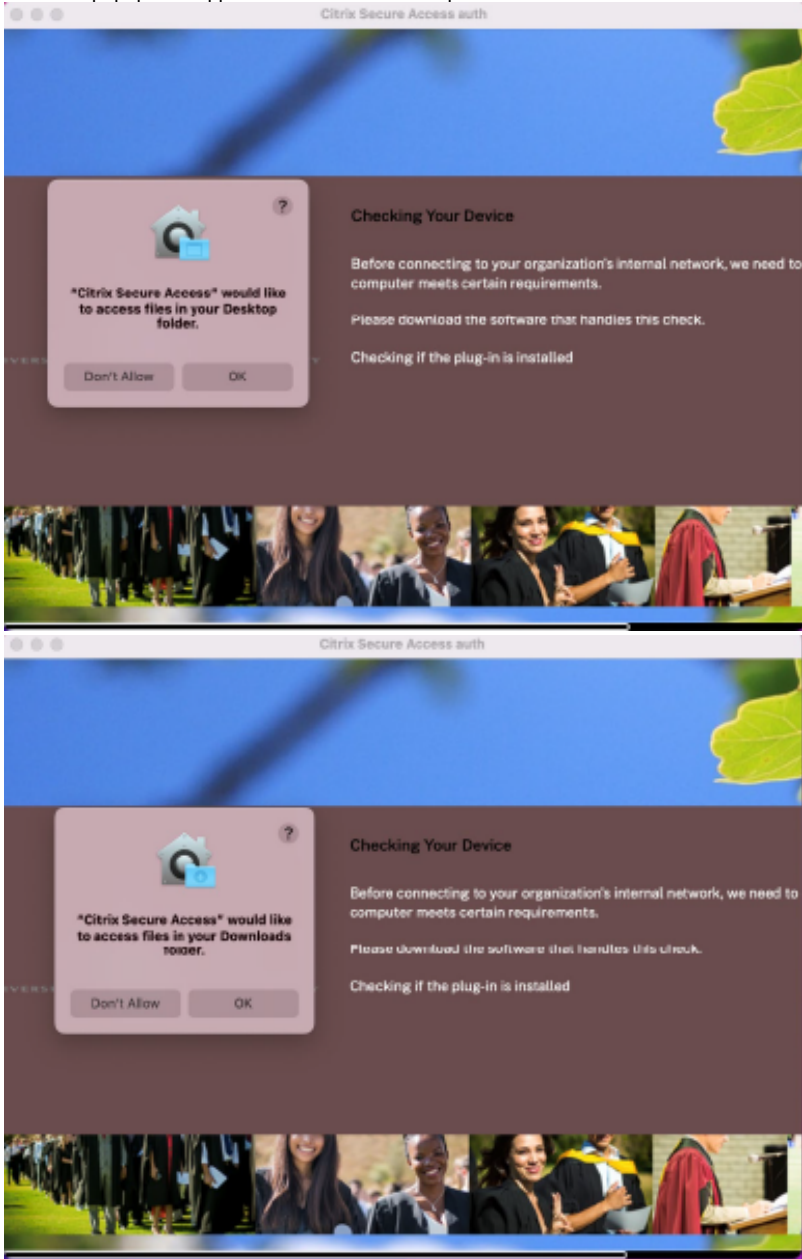 Citrix Secure Access auth
?
"Citrix Secure Access" would like
to access files in your Desktop
folder.
Don't Allow
OK
Checking Your Device
Before connecting to your organization's internal network, we need to
computer meets certain requirements.
Please download the software that handles this check.
Checking if the plug-in is installed
Citrix Secure Access auth
?
"Citrix Secure Access" would like
to access files in your Downloads
folder.
Don't Allow
OK
Checking Your Device
Before connecting to your organization's internal network, we need to
computer meets certain requirements.
Please download the software that handles this check.
Checking if the plug-in is installed